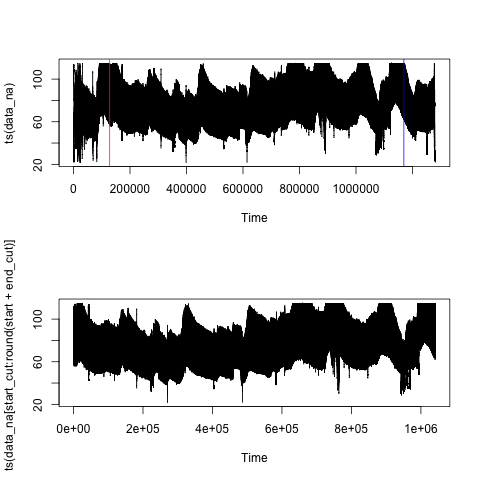 ts(data_na)
100
60
20
0 200000 400000 600000 800000 1000000
Time
ts(data_na[start_cut:round(start + end_cut)]
100
60
20
0e+00 2e+05 4e+05 6e+05 8e+05 1e+06
Time